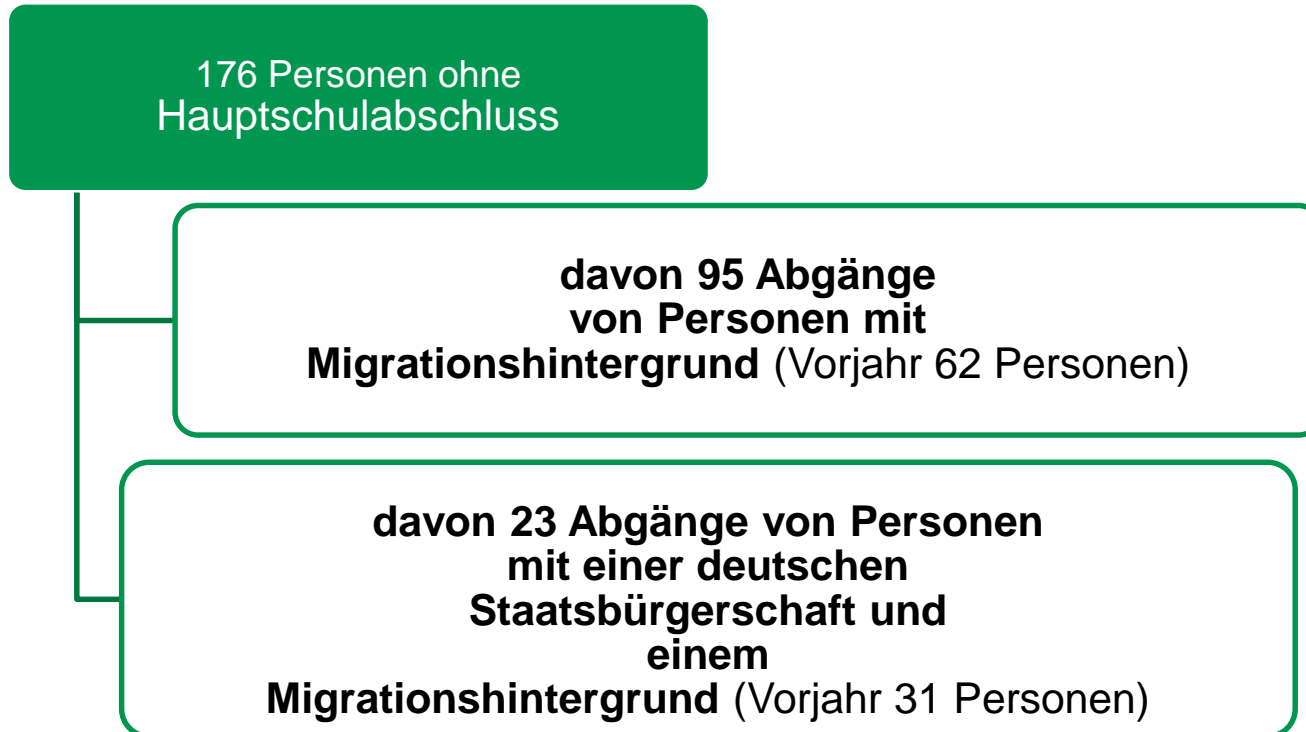 176 Personen ohne
Hauptschulabschluss
davon 95 Abgänge
von Personen mit
Migrationshintergrund (Vorjahr 62 Personen)
davon 23 Abgänge von Personen
mit einer deutschen
Staatsbürgerschaft und
einem
Migrationshintergrund (Vorjahr 31 Personen)